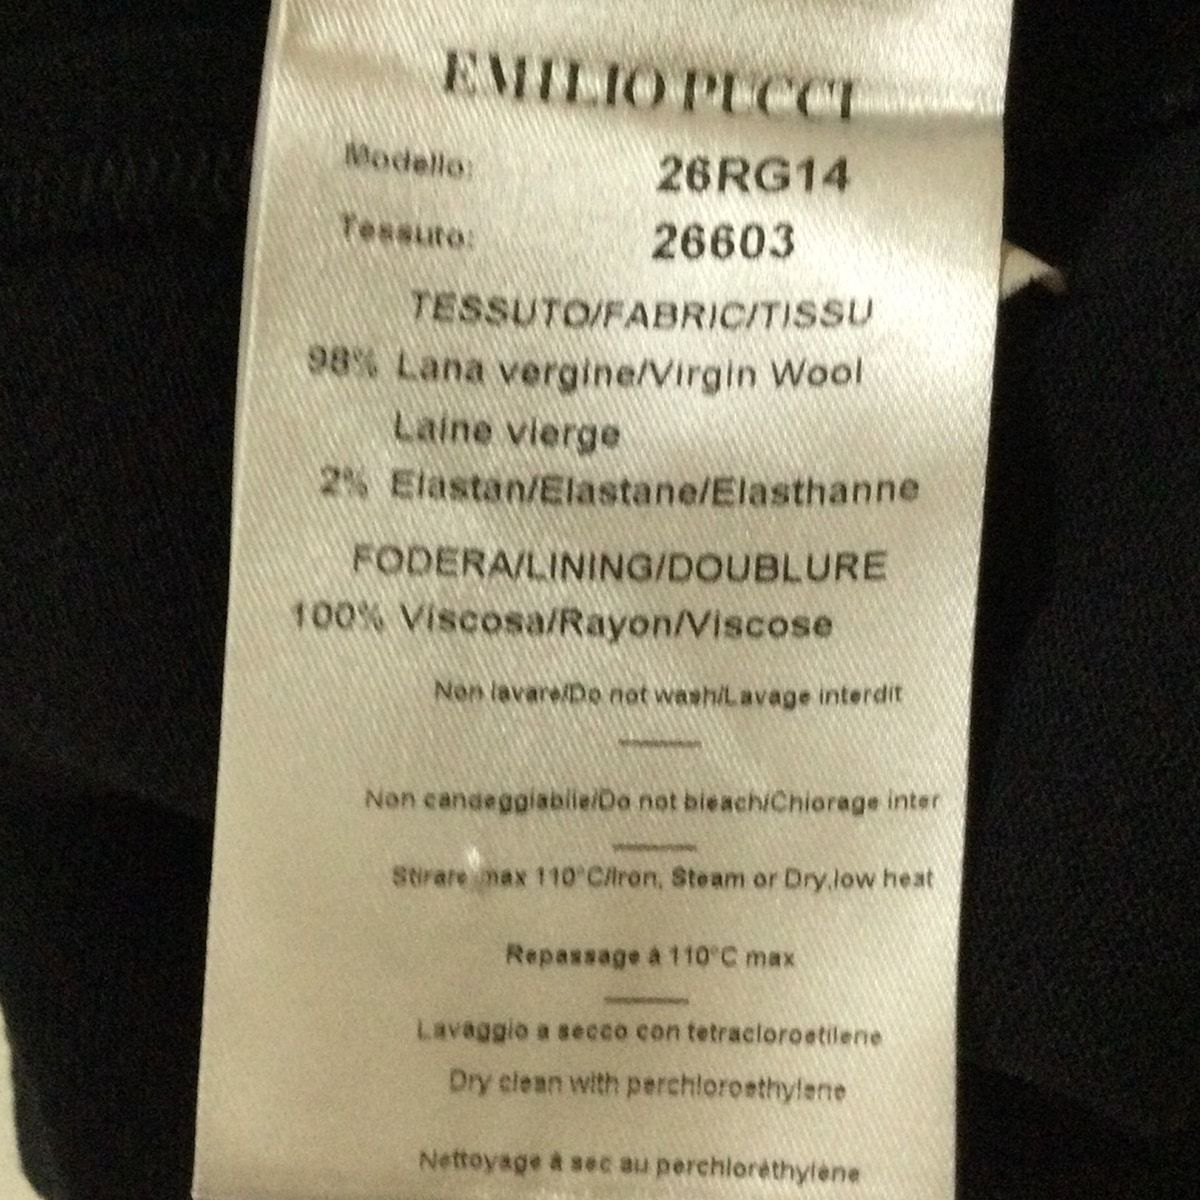 EMILIO PUCCI
Modello: 26RG14
Tessuto: 26603
TESSUTO/FABRIC/TISSU
98% Lana vergine/Virgin Wool
Laine vierge
2% Elastan/Elastane/Elasthanne
FODERA/LINING/DOUBLURE
100% Viscosa/Rayon/Viscose
Non lavare/Do not wash/Lavage interdit
Non candeggiabile/Do not bleach/Chlorage inter
Stirare max 110°C/Iron, Steam or Dry,low heat
Repassage à 110°C max
Lavaggio a secco con tetracloroetilene
Dry clean with perchloroethylene
Nettoyage à sec au perchloréthylène